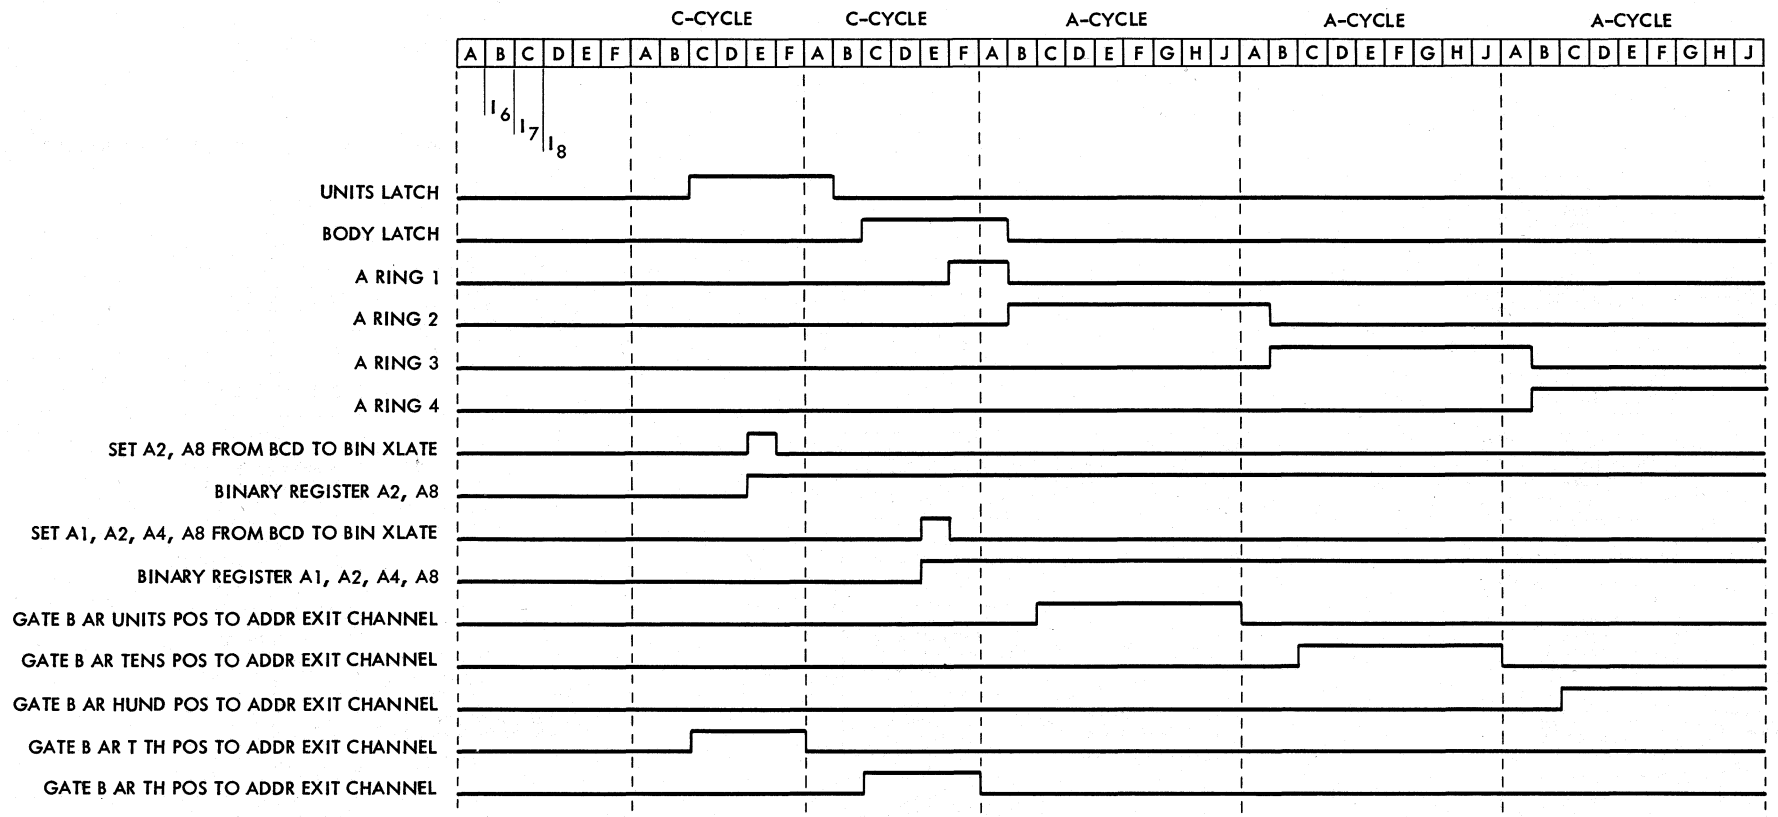 C-CYCLE C-CYCLE A-CYCLE A-CYCLE A-CYCLE
A B C D E F A B C D E F A B C D E F A B C D E F G H J A B C D E F G H J A B C D E F G H J
I6
I7
I8
UNITS LATCH
BODY LATCH
A RING 1
A RING 2
A RING 3
A RING 4
SET A2, A8 FROM BCD TO BIN XLATE
BINARY REGISTER A2, A8
SET A1, A2, A4, A8 FROM BCD TO BIN XLATE
BINARY REGISTER A1, A2, A4, A8
GATE B AR UNITS POS TO ADDR EXIT CHANNEL
GATE B AR TENS POS TO ADDR EXIT CHANNEL
GATE B AR HUND POS TO ADDR EXIT CHANNEL
GATE B AR T TH POS TO ADDR EXIT CHANNEL
GATE B AR TH POS TO ADDR EXIT CHANNEL